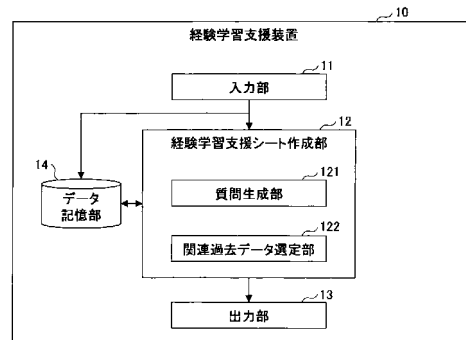 10
経験学習支援装置
11
入力部
12
経験学習支援シート作成部
14
データ
記憶部
121
質問生成部
122
関連過去データ選定部
13
出力部